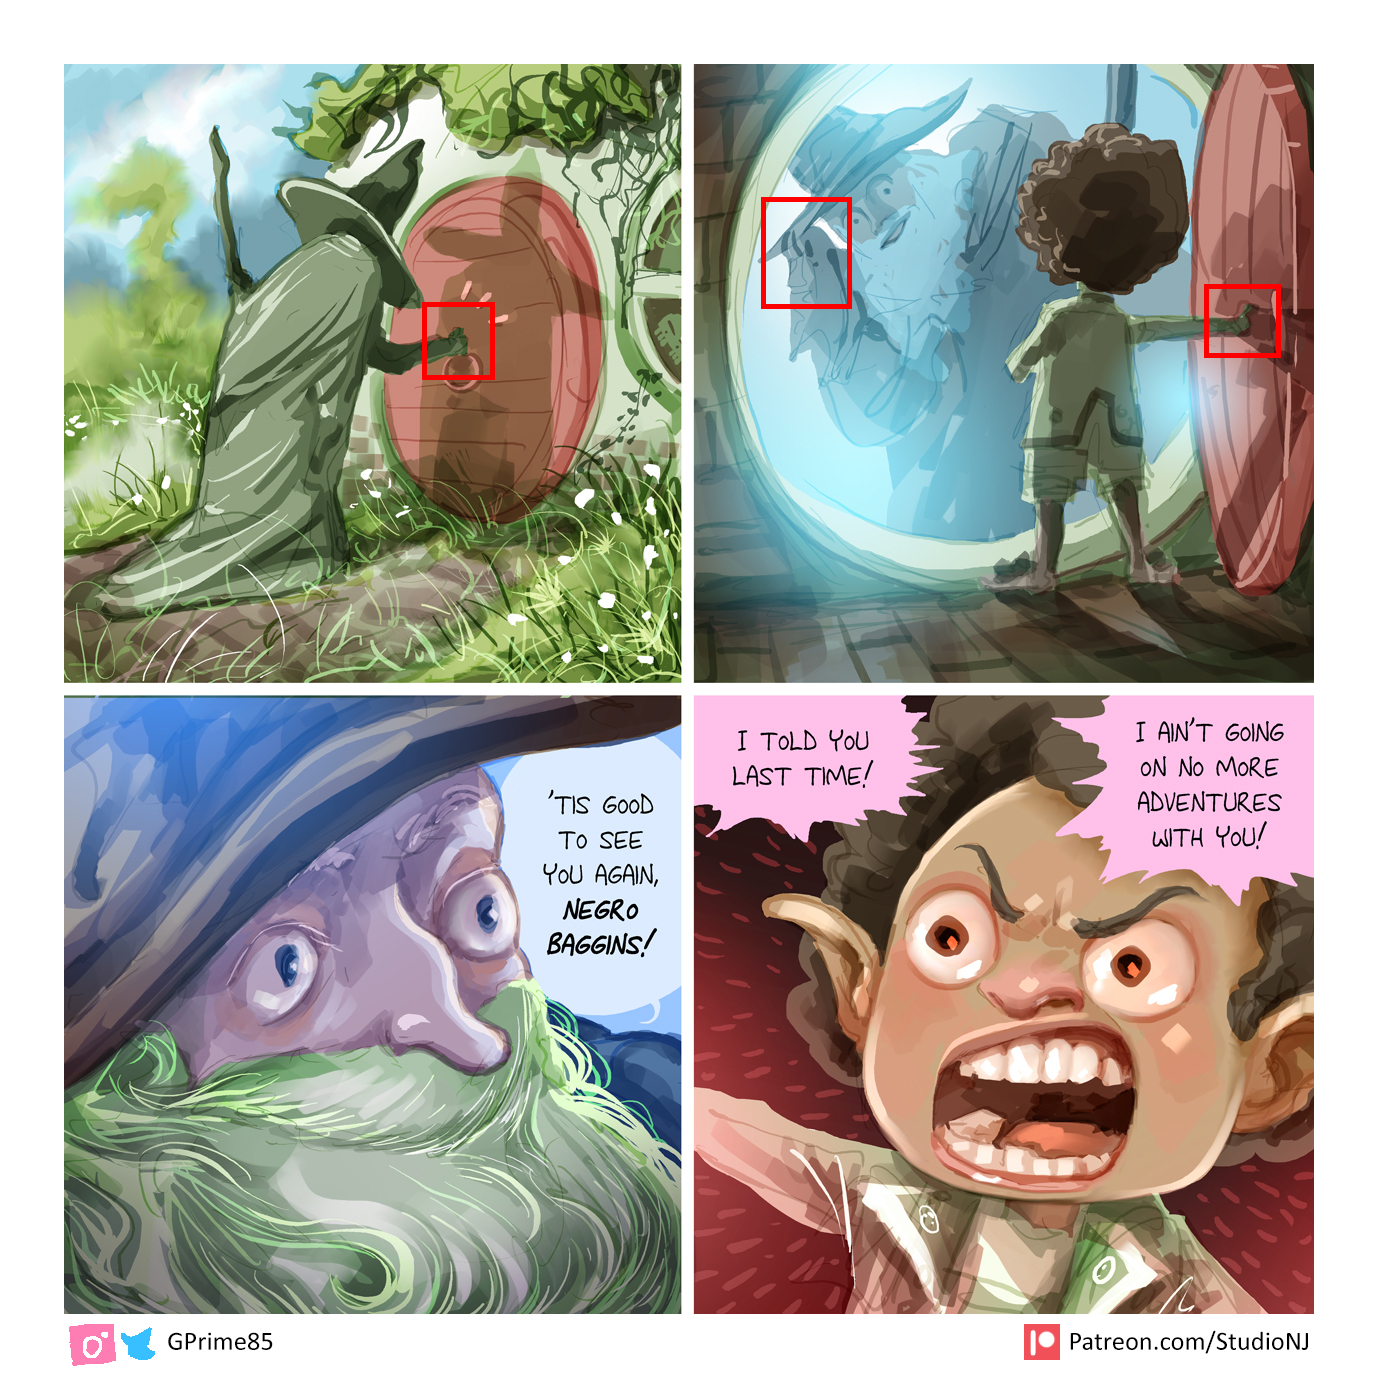 'TIS GOOD
TO SEE
YOU AGAIN,
NEGRO
BAGGINS!
I TOLD YOU
LAST TIME!
I AIN'T GOING
ON NO MORE
ADVENTURES
WITH YOU!
GPrime85
Patreon.com/StudioNJ